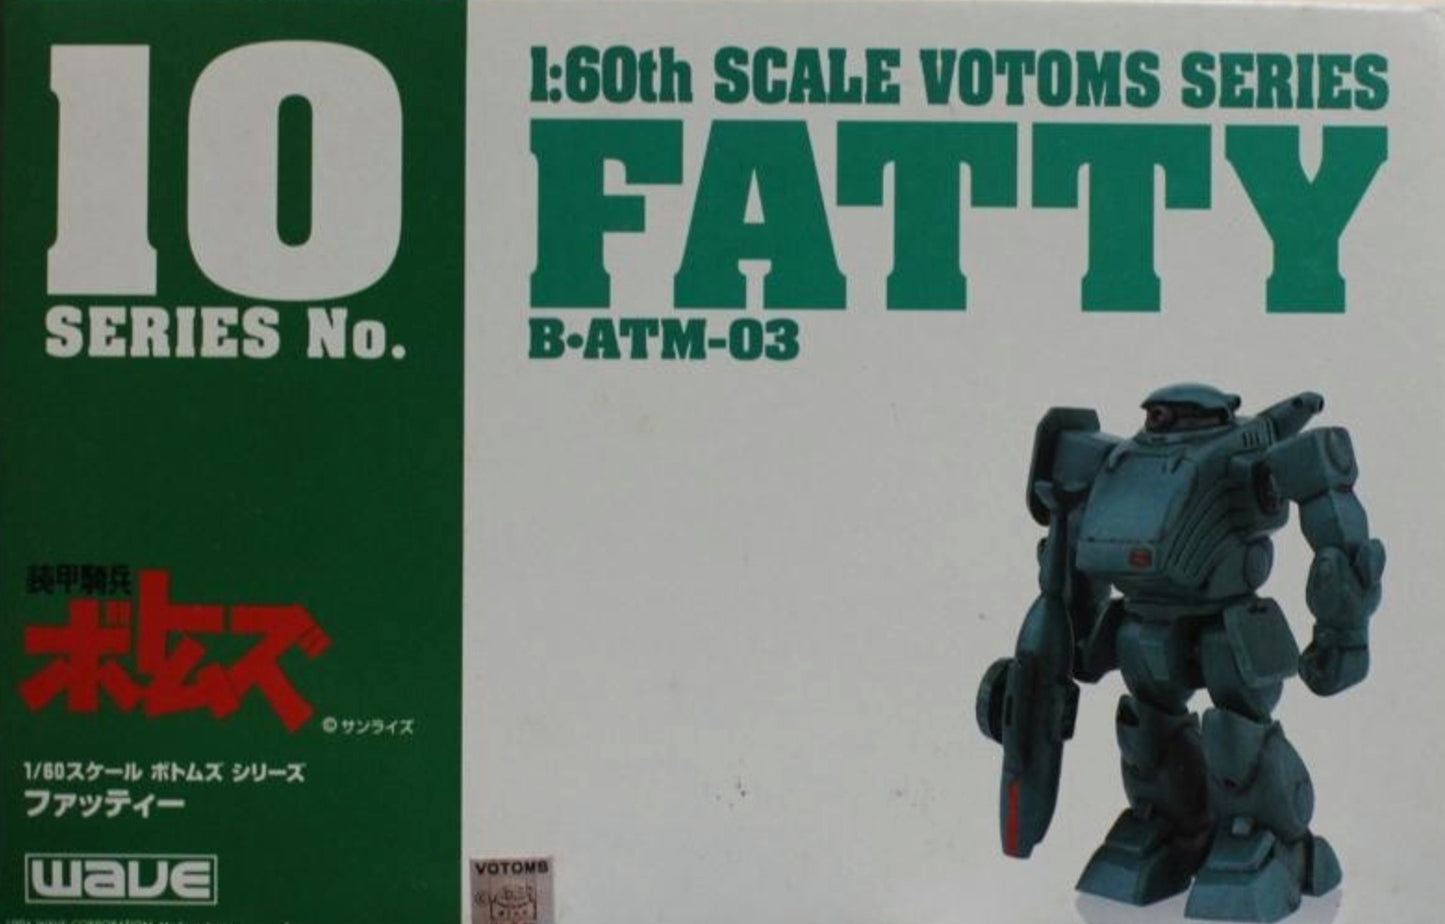 10
SERIES No.
1:60th SCALE VOTOMS SERIES
FATTY
B•ATM-03
装甲騎兵
ボトムズ
©サンライズ
1/60スケール ボトムズ シリーズ
ファッティー
wave
VOTOMS